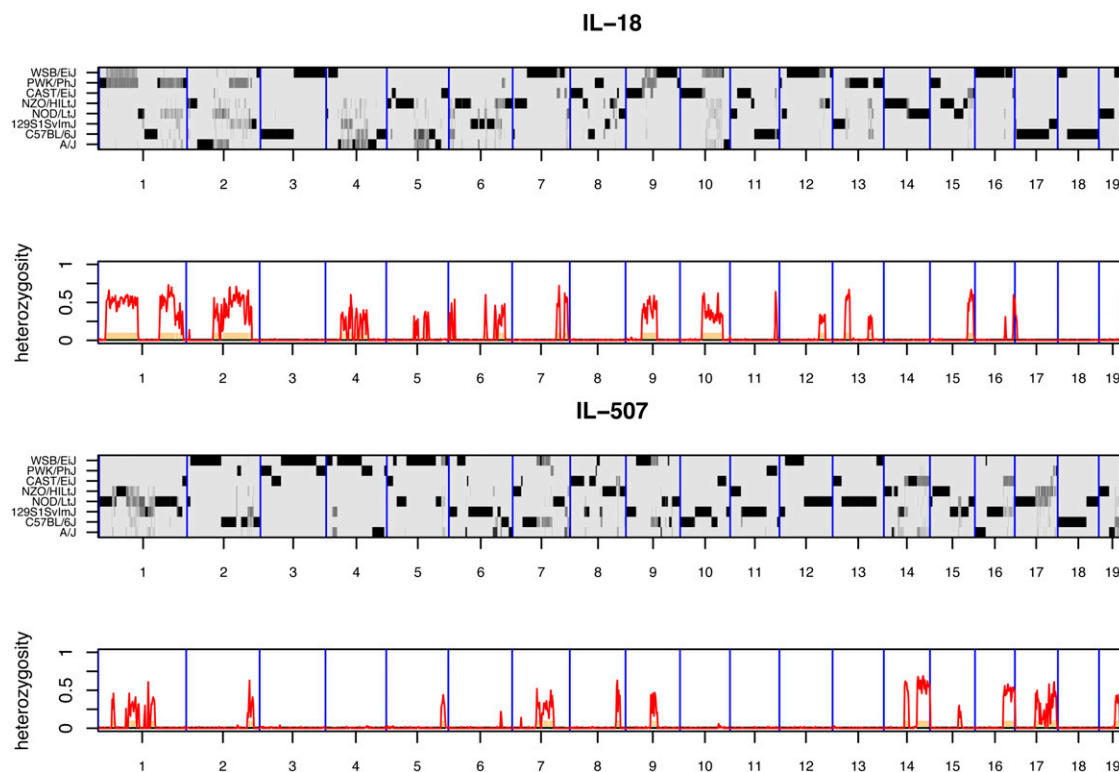 IL-18
WSB/EiJ
PWK/PhJ
CAST/EiJ
NZO/HlLtJ
NOD/LtJ
129S1SvImJ
C57BL/6J
A/J
1 2 3 4 5 6 7 8 9 10 11 12 13 14 15 16 17 18 19
heterozygosity
1
0.5
0
1 2 3 4 5 6 7 8 9 10 11 12 13 14 15 16 17 18 19
IL-507
WSB/EiJ
PWK/PhJ
CAST/EiJ
NZO/HlLtJ
NOD/LtJ
129S1SvImJ
C57BL/6J
A/J
1 2 3 4 5 6 7 8 9 10 11 12 13 14 15 16 17 18 19
heterozygosity
1
0.5
0
1 2 3 4 5 6 7 8 9 10 11 12 13 14 15 16 17 18 19